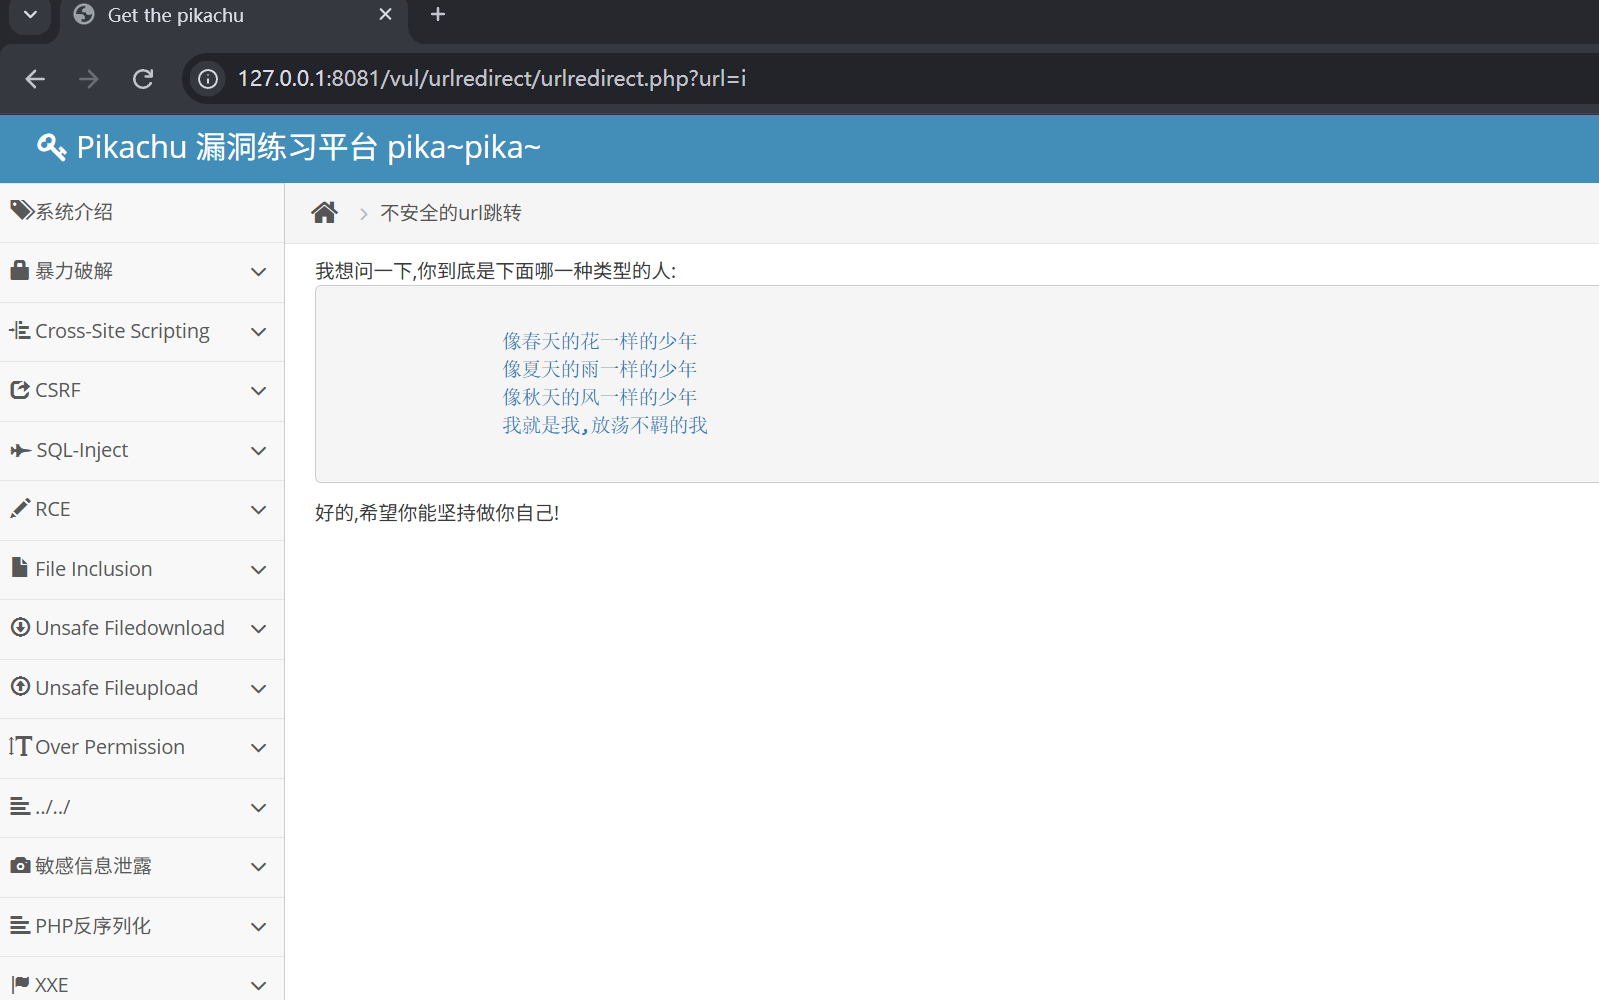 Get the pikachu
127.0.0.1:8081/vul/urlredirect/urlredirect.php?url=i
Pikachu 漏洞练习平台 pika~pika~
系统介绍
暴力破解
Cross-Site Scripting
CSRF
SQL-Inject
RCE
File Inclusion
Unsafe Filedownload
Unsafe Fileupload
Over Permission
../../
敏感信息泄露
PHP反序列化
XXE
不安全的url跳转
我想问一下,你到底是下面哪一种类型的人:
像春天的花一样的少年
像夏天的雨一样的少年
像秋天的风一样的少年
我就是我,放荡不羁的我
好的,希望你能坚持做你自己!